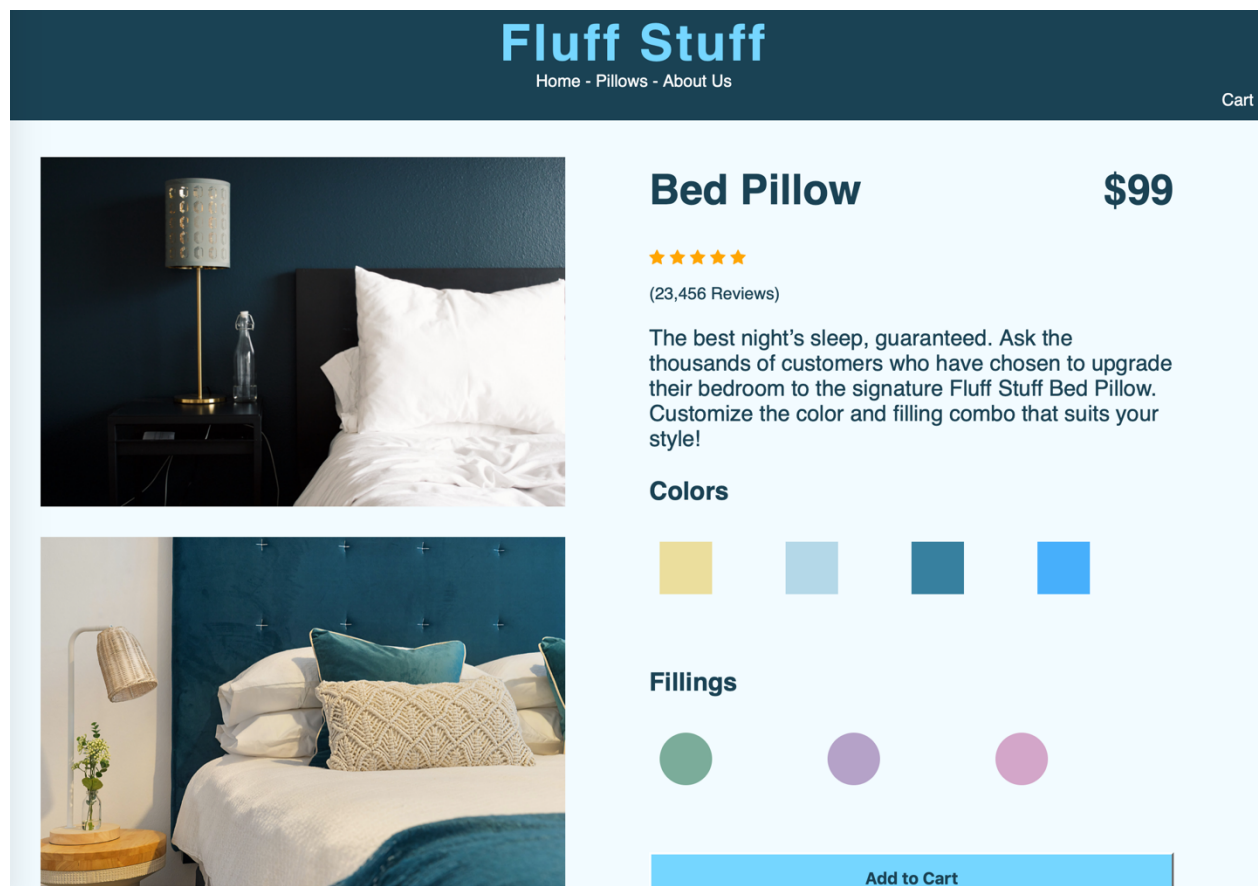 Fluff Stuff
Home - Pillows - About Us
Cart
Bed Pillow
$99
(23,456 Reviews)
The best night’s sleep, guaranteed. Ask the
thousands of customers who have chosen to upgrade
their bedroom to the signature Fluff Stuff Bed Pillow.
Customize the color and filling combo that suits your
style!
Colors
Fillings
Add to Cart